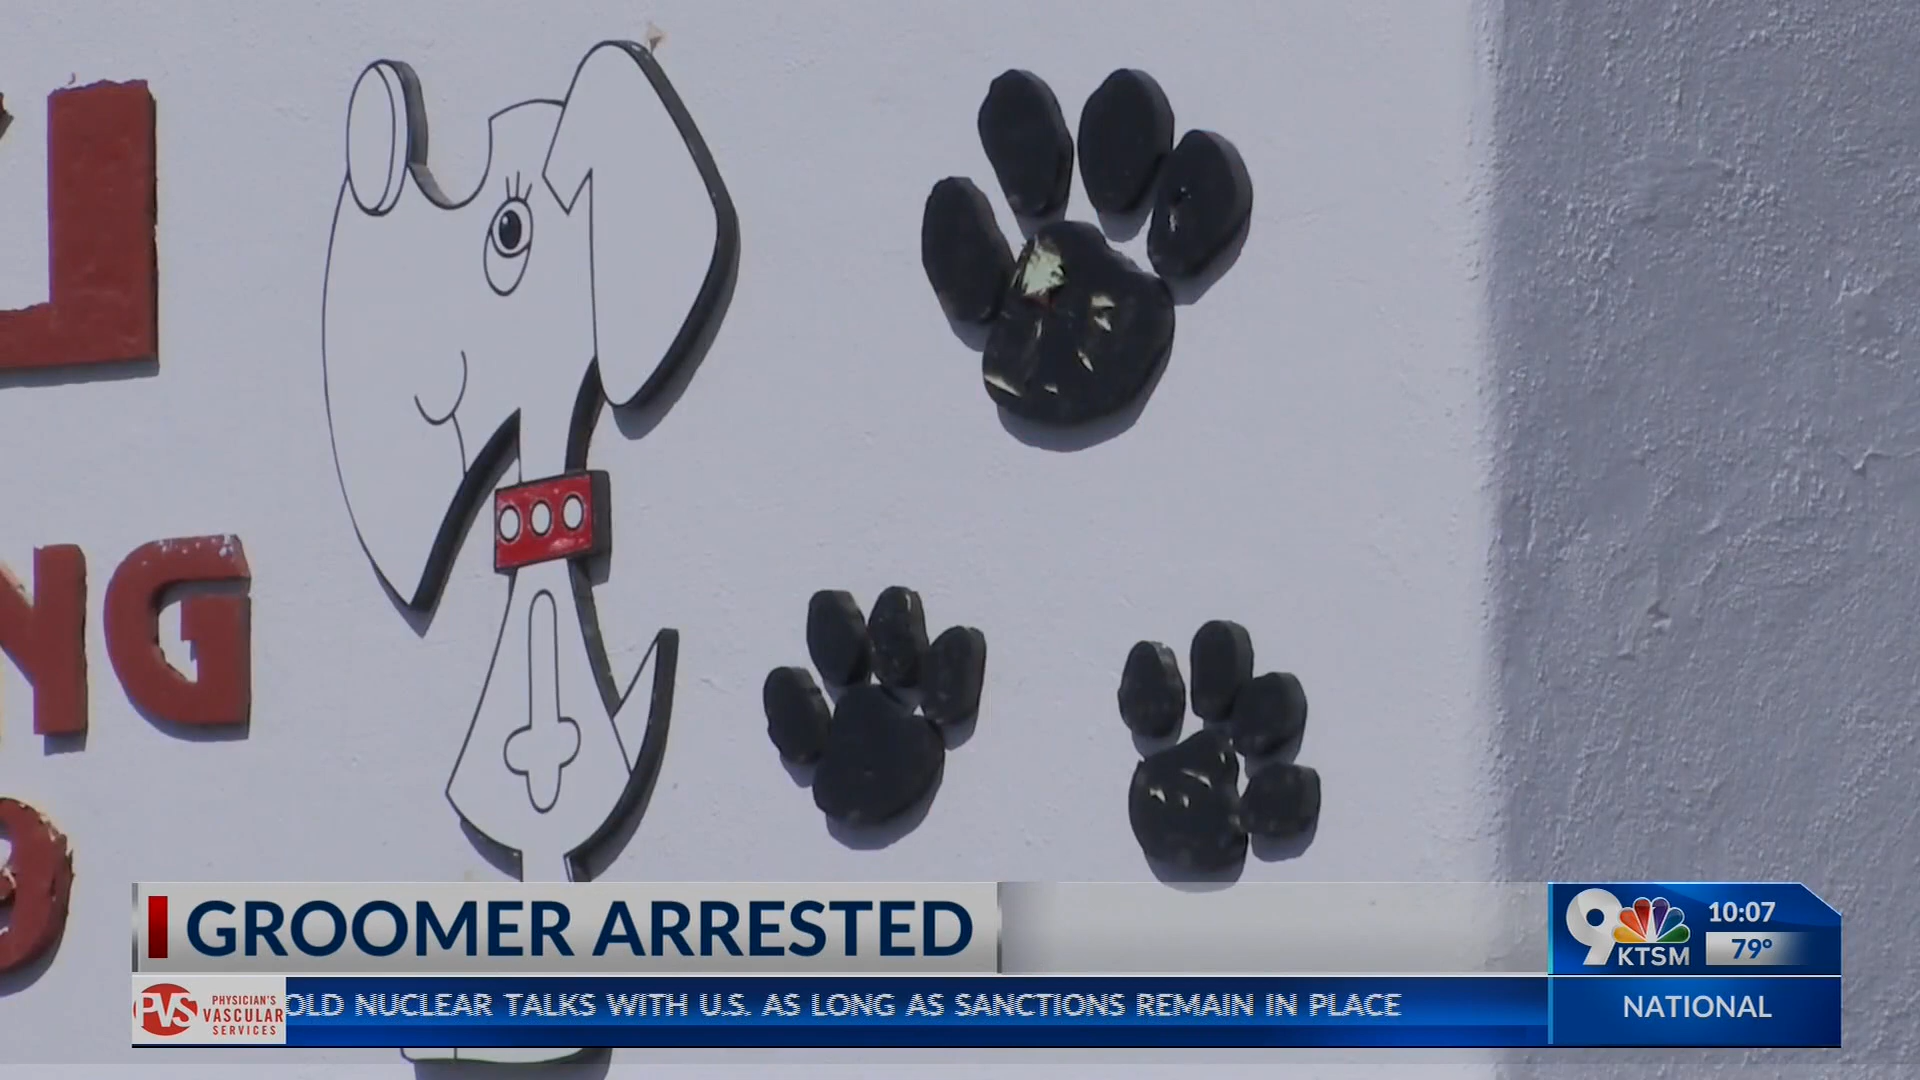 NG
GROOMER ARRESTED
9
KTSM
10:07
79°
PVS
PHYSICIAN'S
VASCULAR
SERVICES
OLD NUCLEAR TALKS WITH U.S. AS LONG AS SANCTIONS REMAIN IN PLACE
NATIONAL